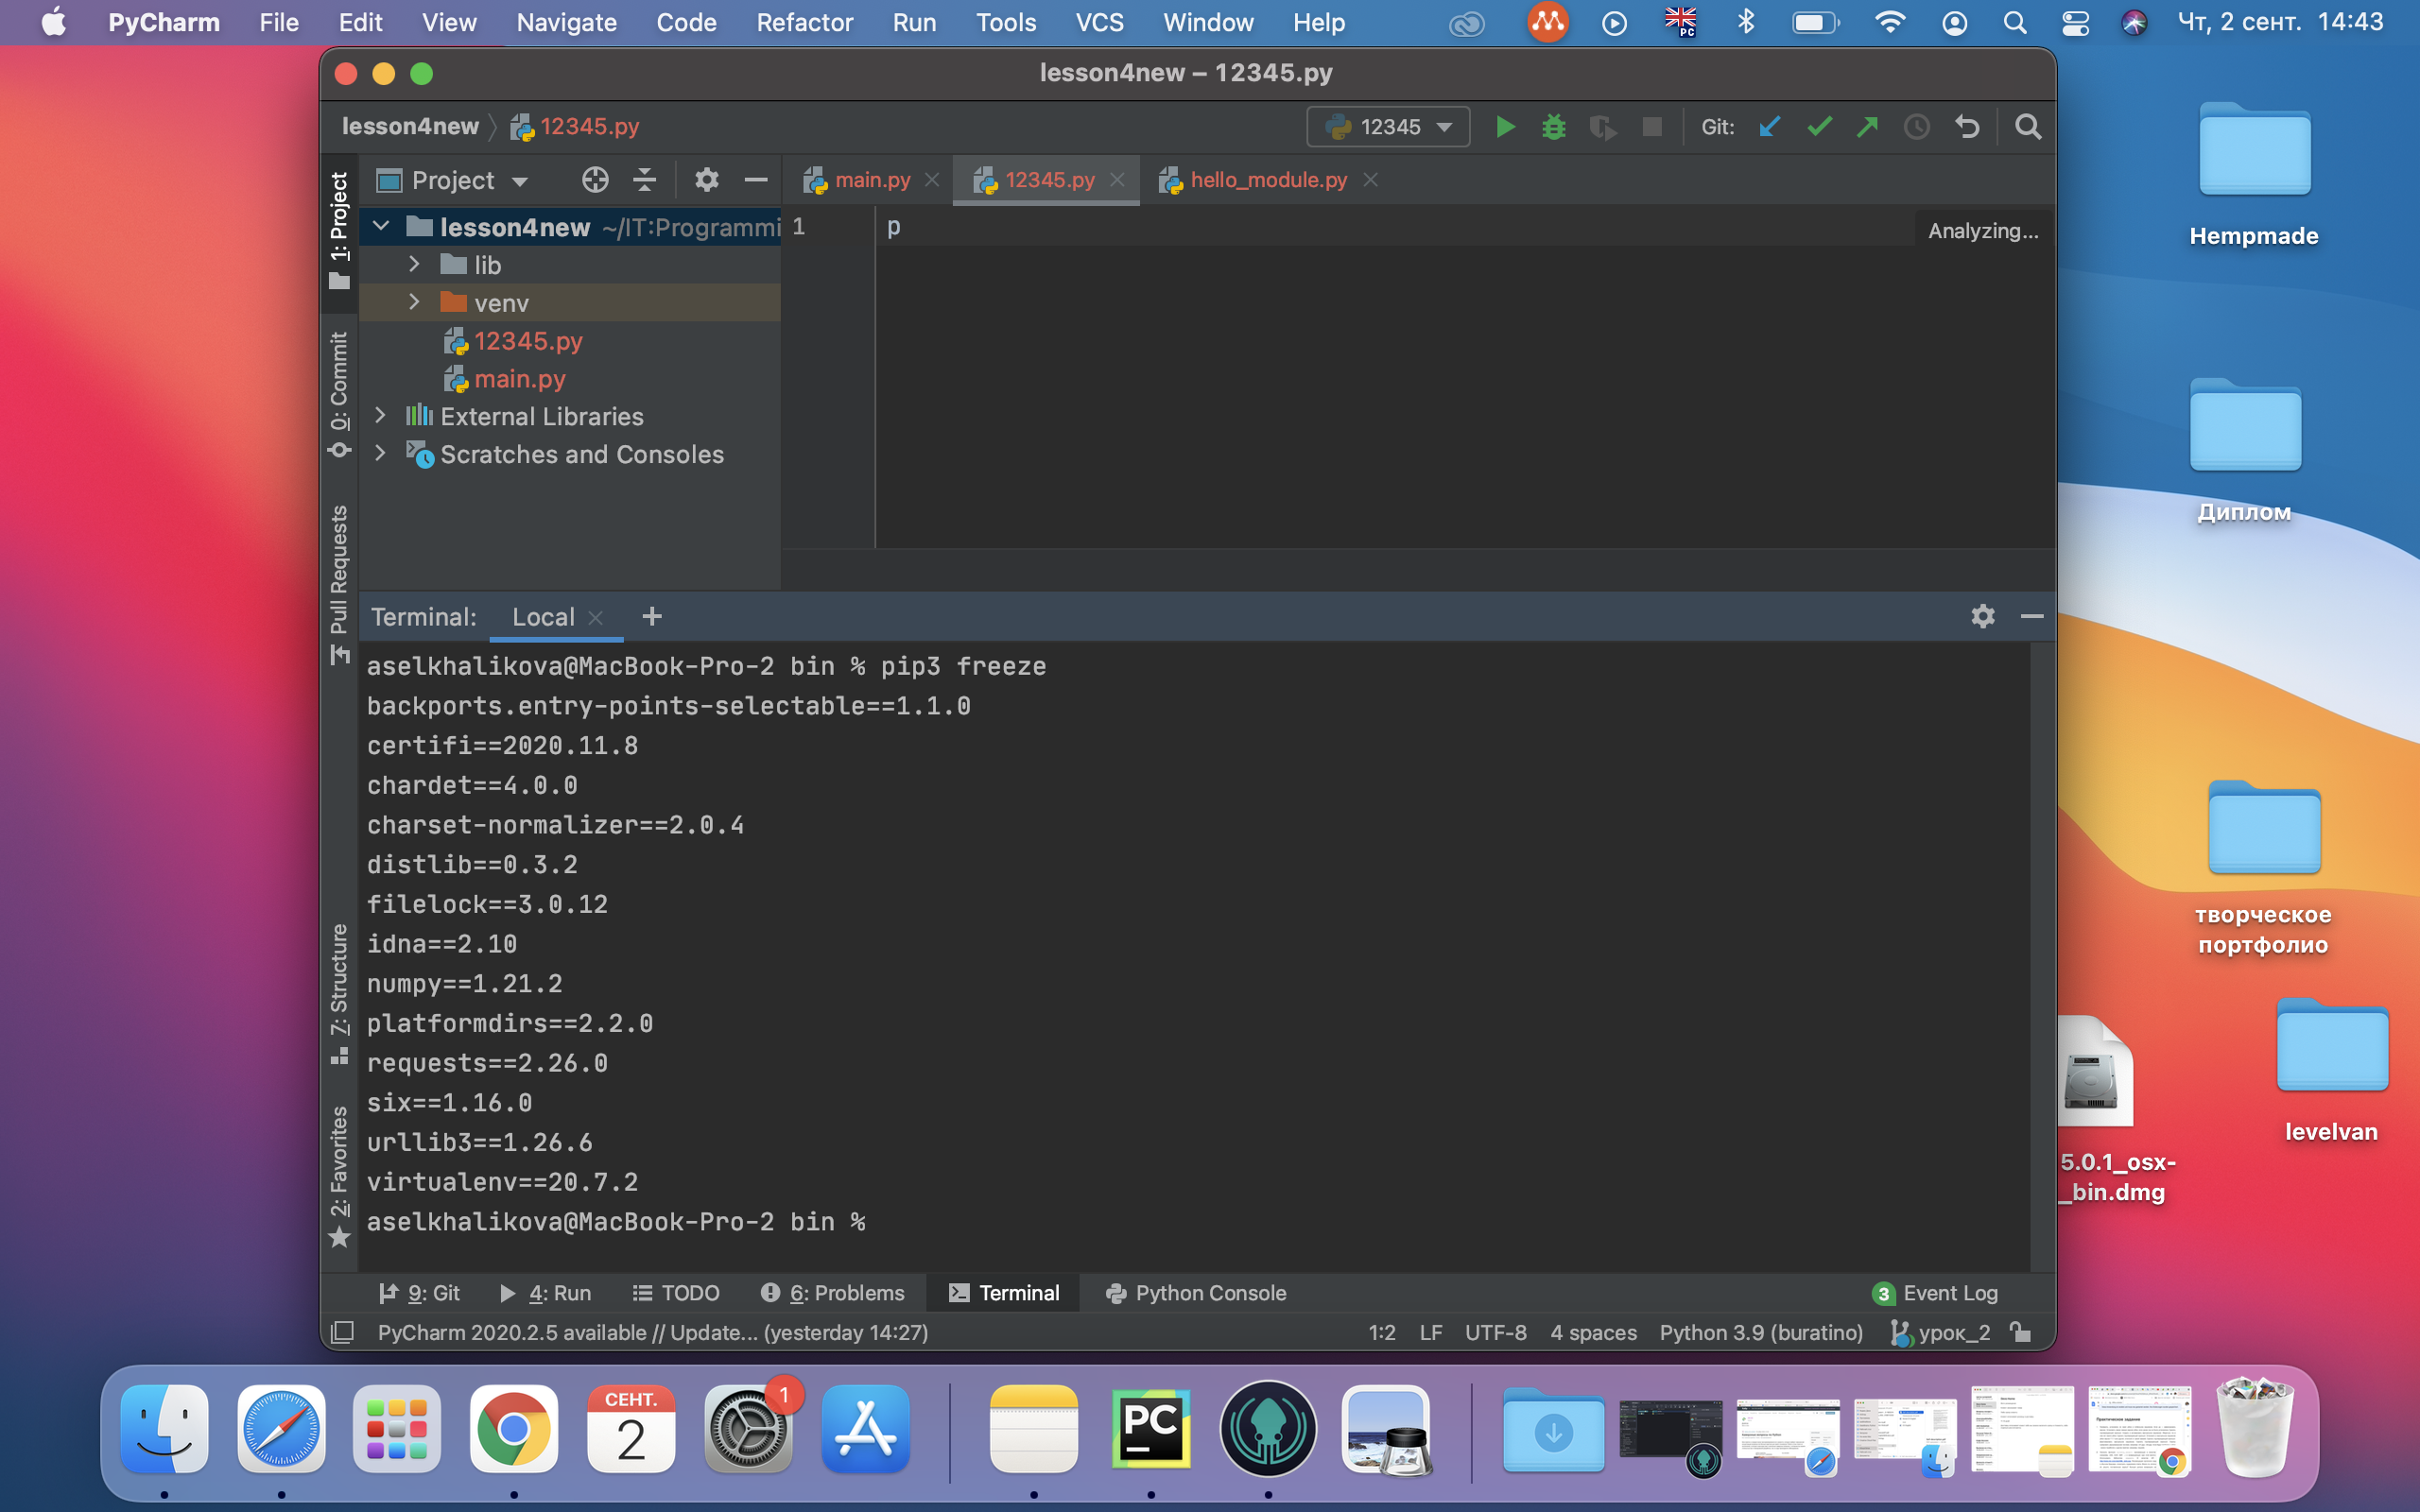 PyCharm File Edit View Navigate Code Refactor Run Tools VCS Window Help PC Чт, 2 сент. 14:43
lesson4new – 12345.py
lesson4new 12345.py 12345 Git:
Project main.py 12345.py hello_module.py
1: Project
0: Commit
Pull Requests
7: Structure
2: Favorites
lesson4new ~/IT:Programmi
lib
venv
12345.py
main.py
External Libraries
Scratches and Consoles
1 p
Analyzing...
Terminal: Local
aselkhalikova@MacBook-Pro-2 bin % pip3 freeze
backports.entry-points-selectable==1.1.0
certifi==2020.11.8
chardet==4.0.0
charset-normalizer==2.0.4
distlib==0.3.2
filelock==3.0.12
idna==2.10
numpy==1.21.2
platformdirs==2.2.0
requests==2.26.0
six==1.16.0
urllib3==1.26.6
virtualenv==20.7.2
aselkhalikova@MacBook-Pro-2 bin %
9: Git 4: Run TODO 6: Problems Terminal Python Console 3 Event Log
PyCharm 2020.2.5 available // Update... (yesterday 14:27) 1:2 LF UTF-8 4 spaces Python 3.9 (buratino) урок_2
Hempmade
Диплом
творческое
портфолио
levelvan
5.0.1_osx-
_bin.dmg
СЕНТ.
2
1
PC